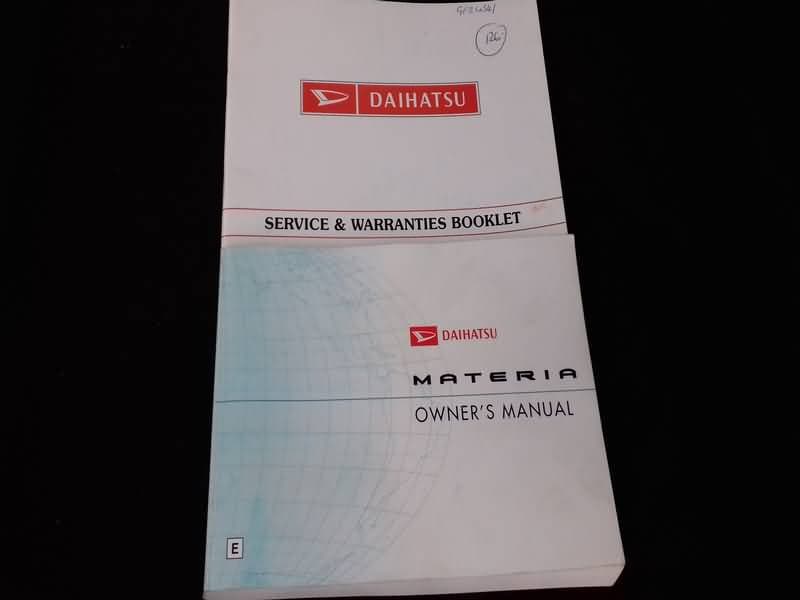 DAIHATSU
SERVICE & WARRANTIES BOOKLET
DAIHATSU
MATERIA
OWNER'S MANUAL
E